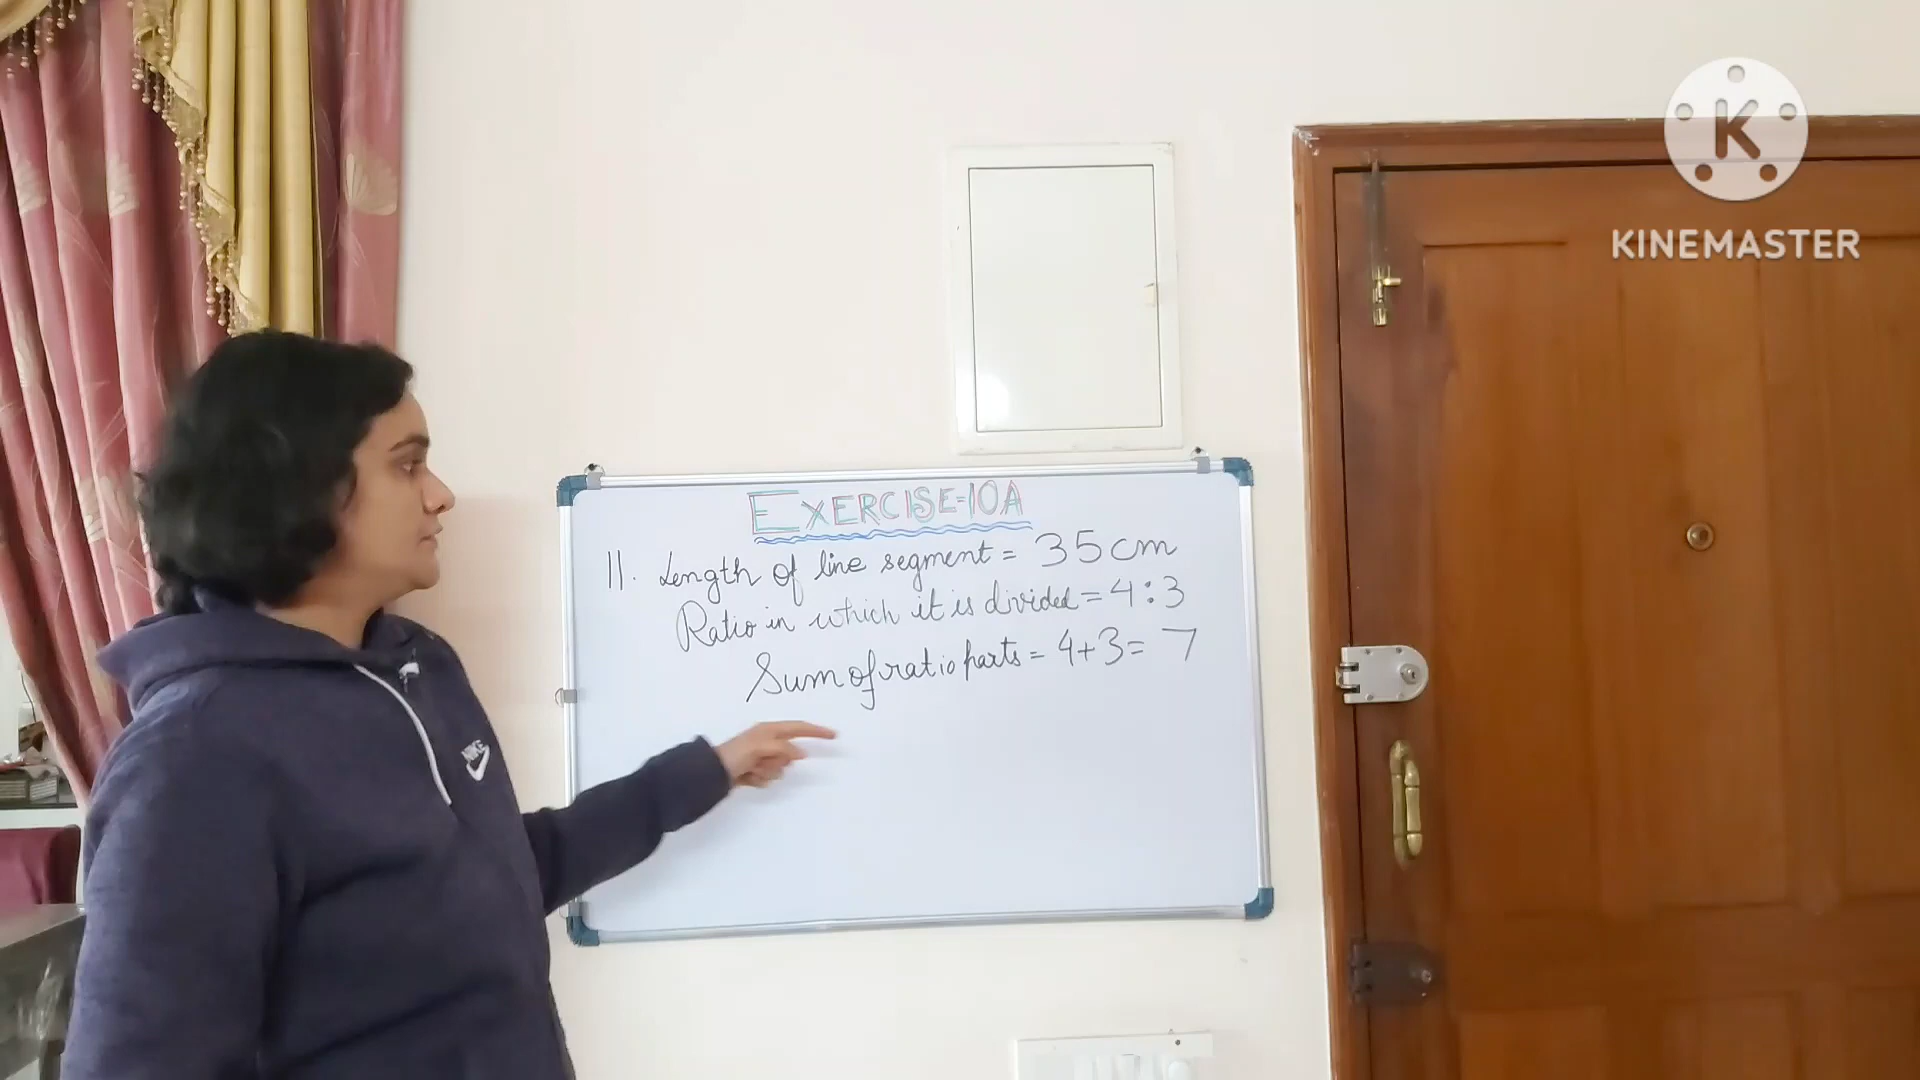 KINEMASTER
EXERCISE-10A
11. Length of line segment = 35 cm
Ratio in which it is divided = 4:3
Sum of ratio parts = 4+3= 7
NIKE